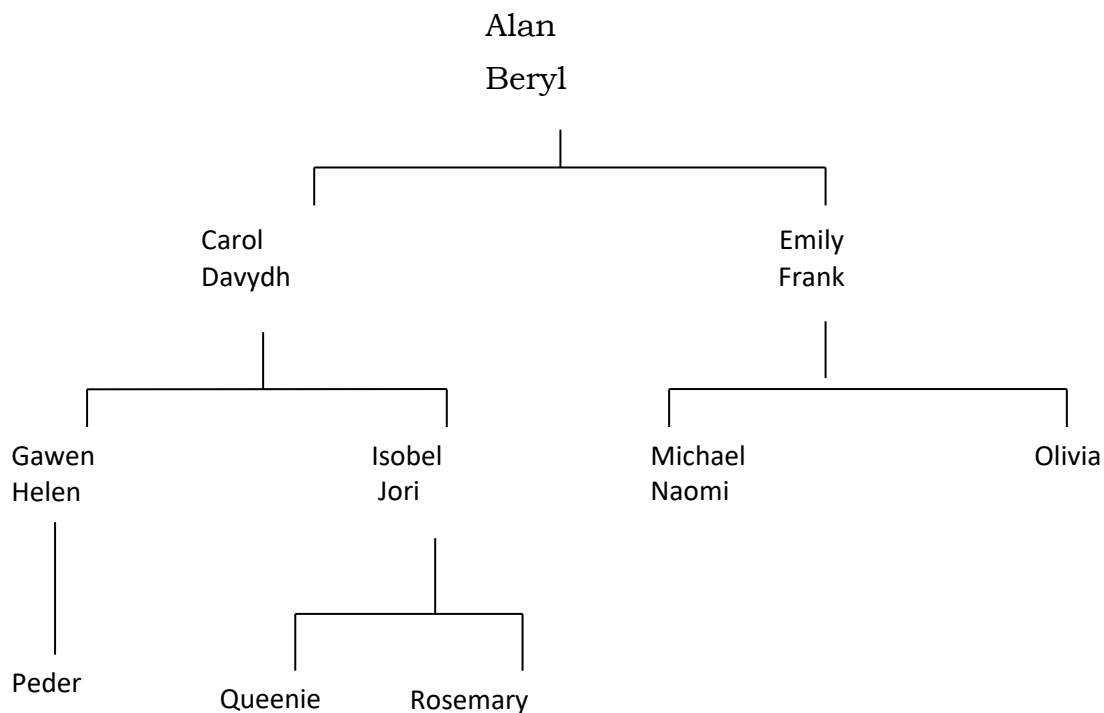 Alan
Beryl
Carol
Davydh
Emily
Frank
Gawen
Helen
Isobel
Jori
Michael
Naomi
Olivia
Peder
Queenie
Rosemary